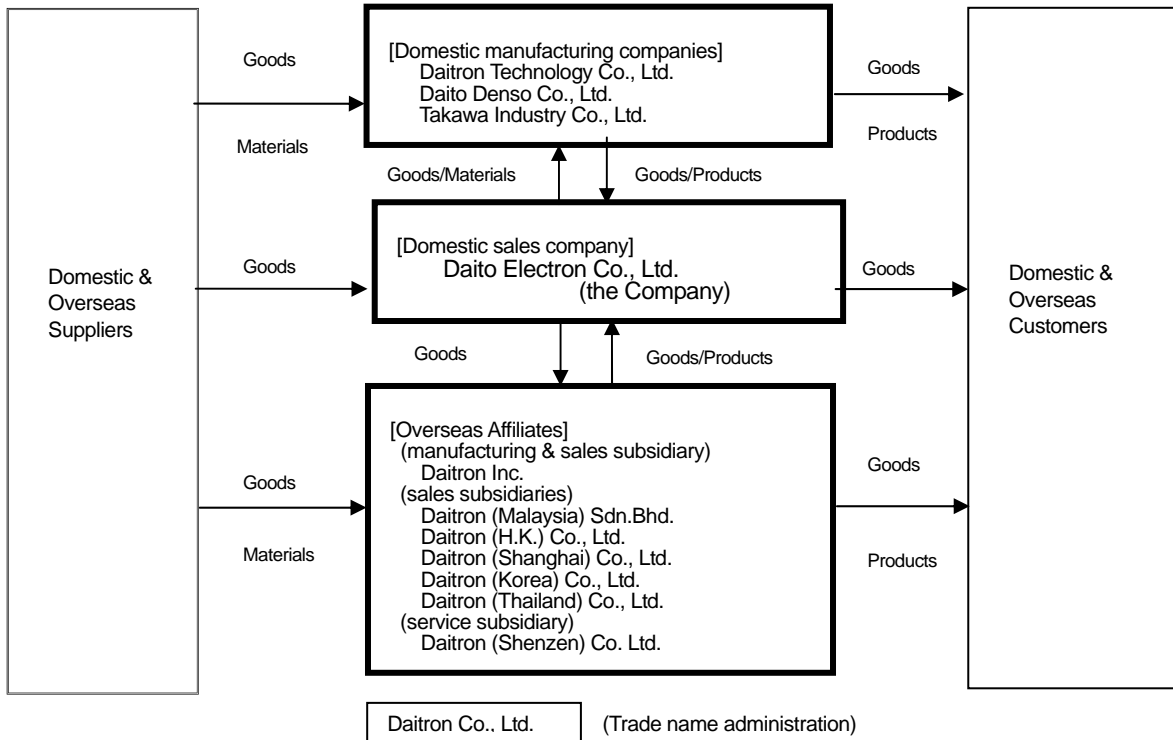 Domestic &
Overseas
Suppliers
Goods
Materials
[Domestic manufacturing companies]
Daitron Technology Co., Ltd.
Daito Denso Co., Ltd.
Takawa Industry Co., Ltd.
Goods
Products
Goods/Materials
Goods/Products
Goods
[Domestic sales company]
Daito Electron Co., Ltd.
(the Company)
Goods
Domestic &
Overseas
Customers
Goods
Goods/Products
Goods
Materials
[Overseas Affiliates]
(manufacturing & sales subsidiary)
Daitron Inc.
(sales subsidiaries)
Daitron (Malaysia) Sdn.Bhd.
Daitron (H.K.) Co., Ltd.
Daitron (Shanghai) Co., Ltd.
Daitron (Korea) Co., Ltd.
Daitron (Thailand) Co., Ltd.
(service subsidiary)
Daitron (Shenzen) Co. Ltd.
Goods
Products
Daitron Co., Ltd. (Trade name administration)